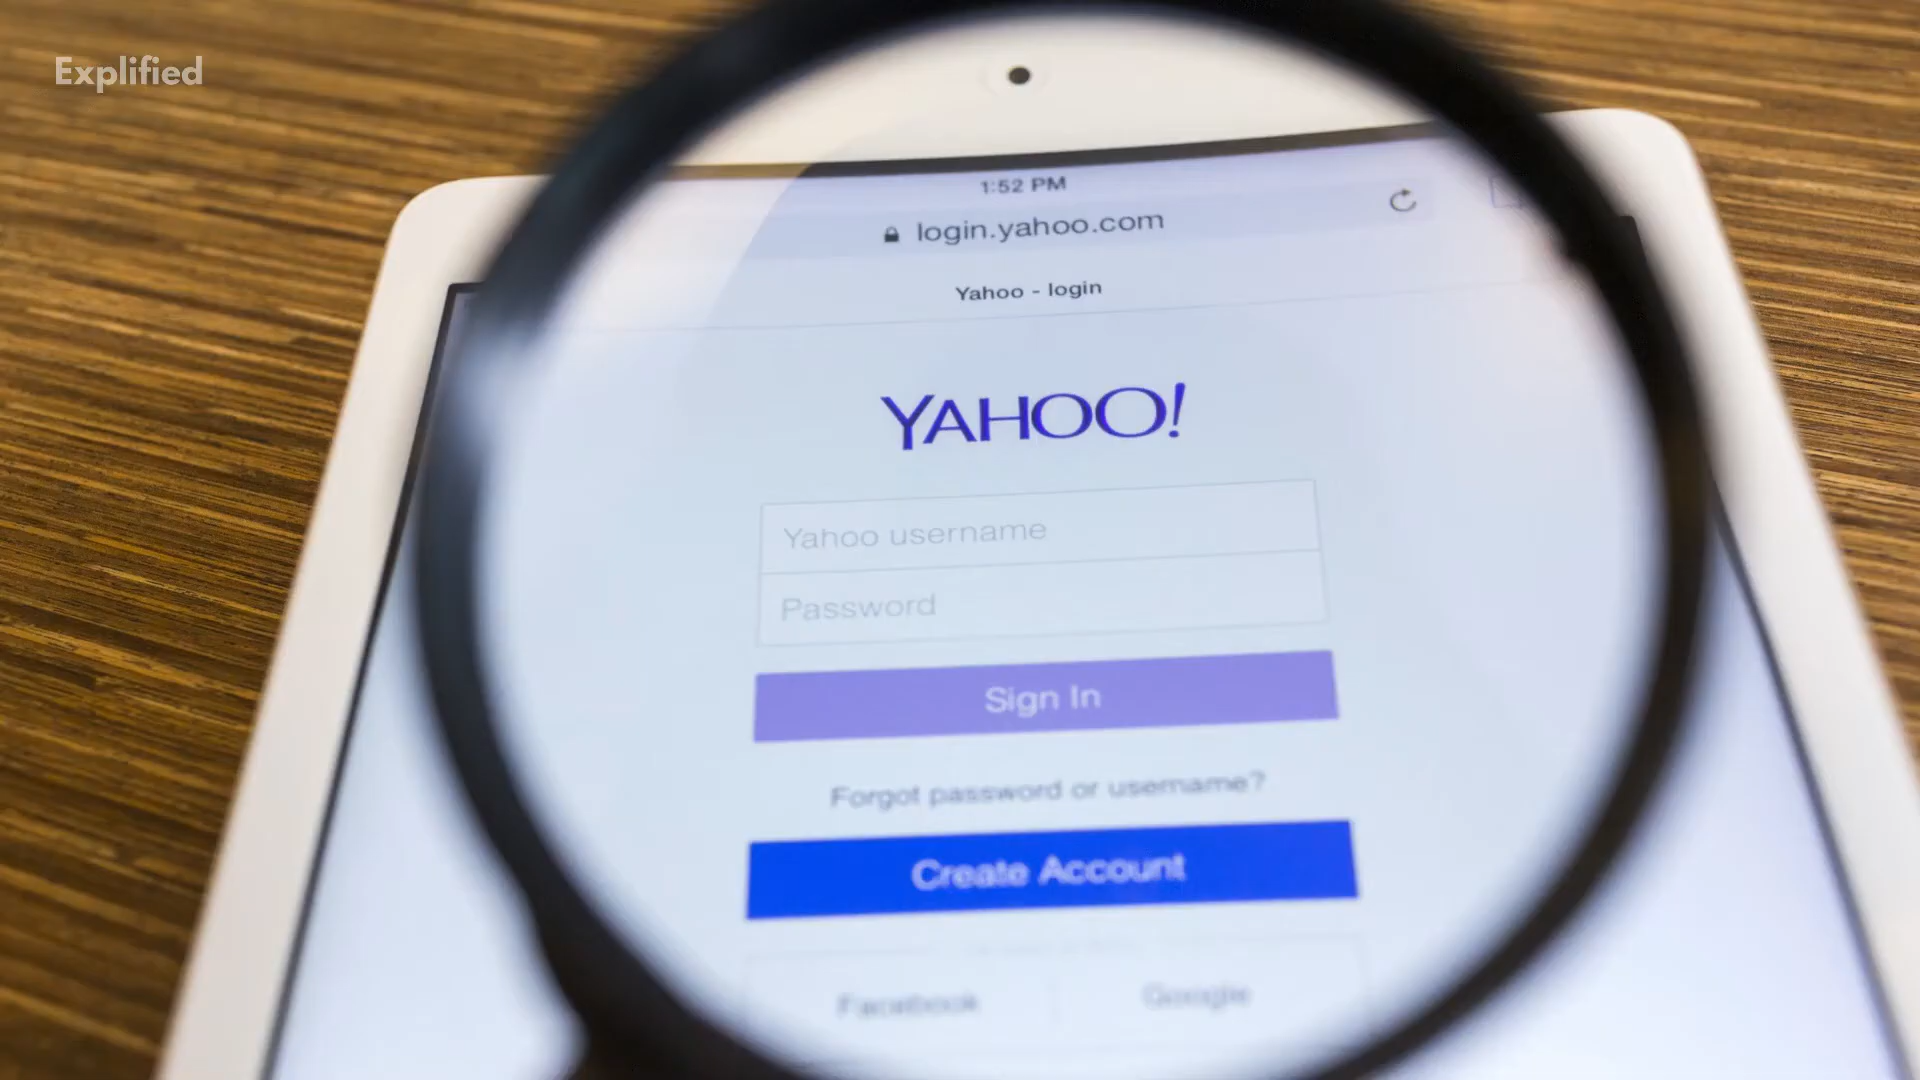 Explified
1:52 PM
login.yahoo.com
Yahoo - login
YAHOO!
Yahoo username
Password
Sign In
Forgot password or username?
Create Account
Facebook
Google